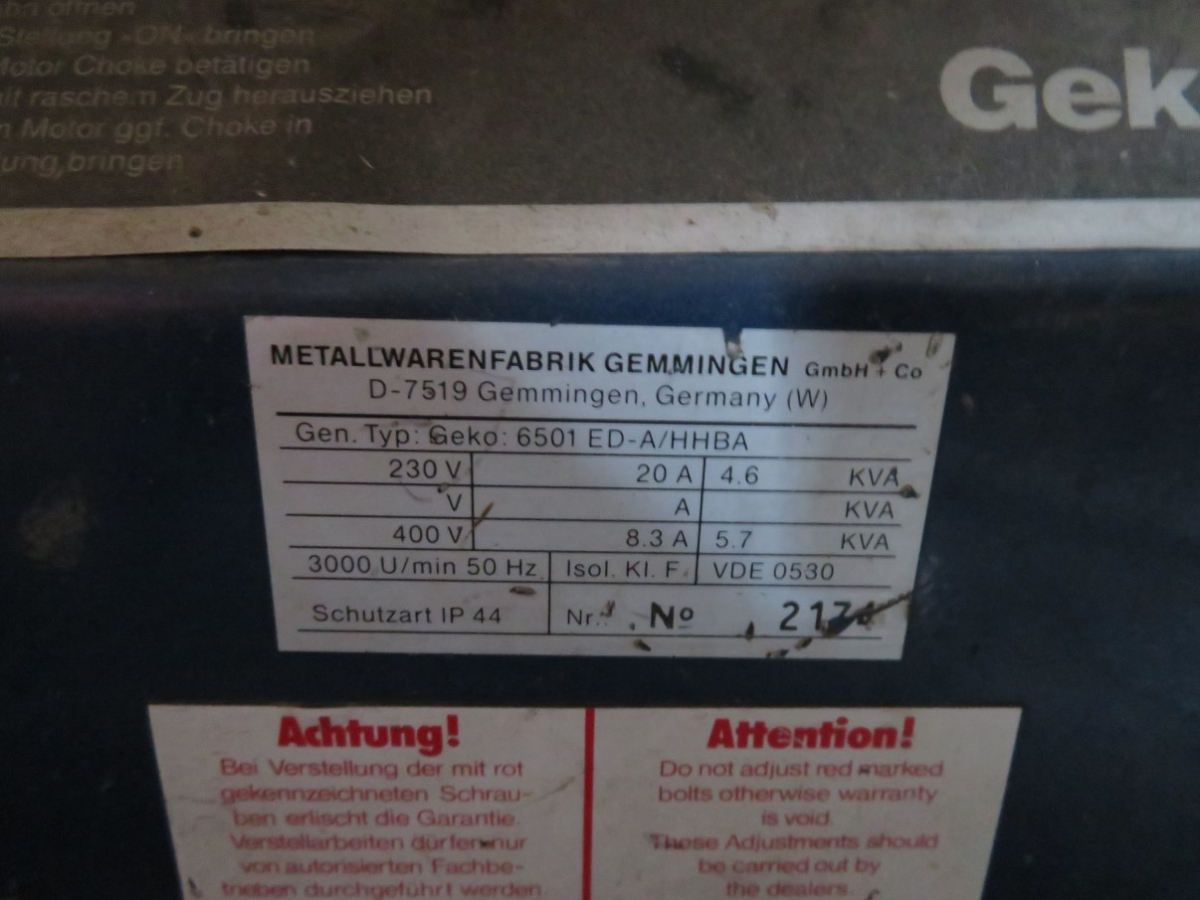 öffnen
Stellung »ON« bringen
Motor Choke betätigen
mit raschem Zug herausziehen
Motor ggf. Choke in
bringen
Gek
METALLWARENFABRIK GEMMINGEN GmbH + Co
D-7519 Gemmingen, Germany (W)
Gen. Typ: Geko: 6501 ED-A/HHBA
230 V 20 A 4.6 KVA
V A KVA
400 V 8.3 A 5.7 KVA
3000 U/min 50 Hz Isol. Kl. F. VDE 0530
Schutzart IP 44 Nr.: Nº
Achtung!
Bei Verstellung der mit rot
gekennzeichneten Schrau-
ben erlischt die Garantie.
Verstellarbeiten dürfen nur
von autorisierten Fachbe-
trieben durchgeführt werden.
Attention!
Do not adjust red marked
bolts otherwise warranty
is void.
These Adjustments should
be carried out by
the dealers.